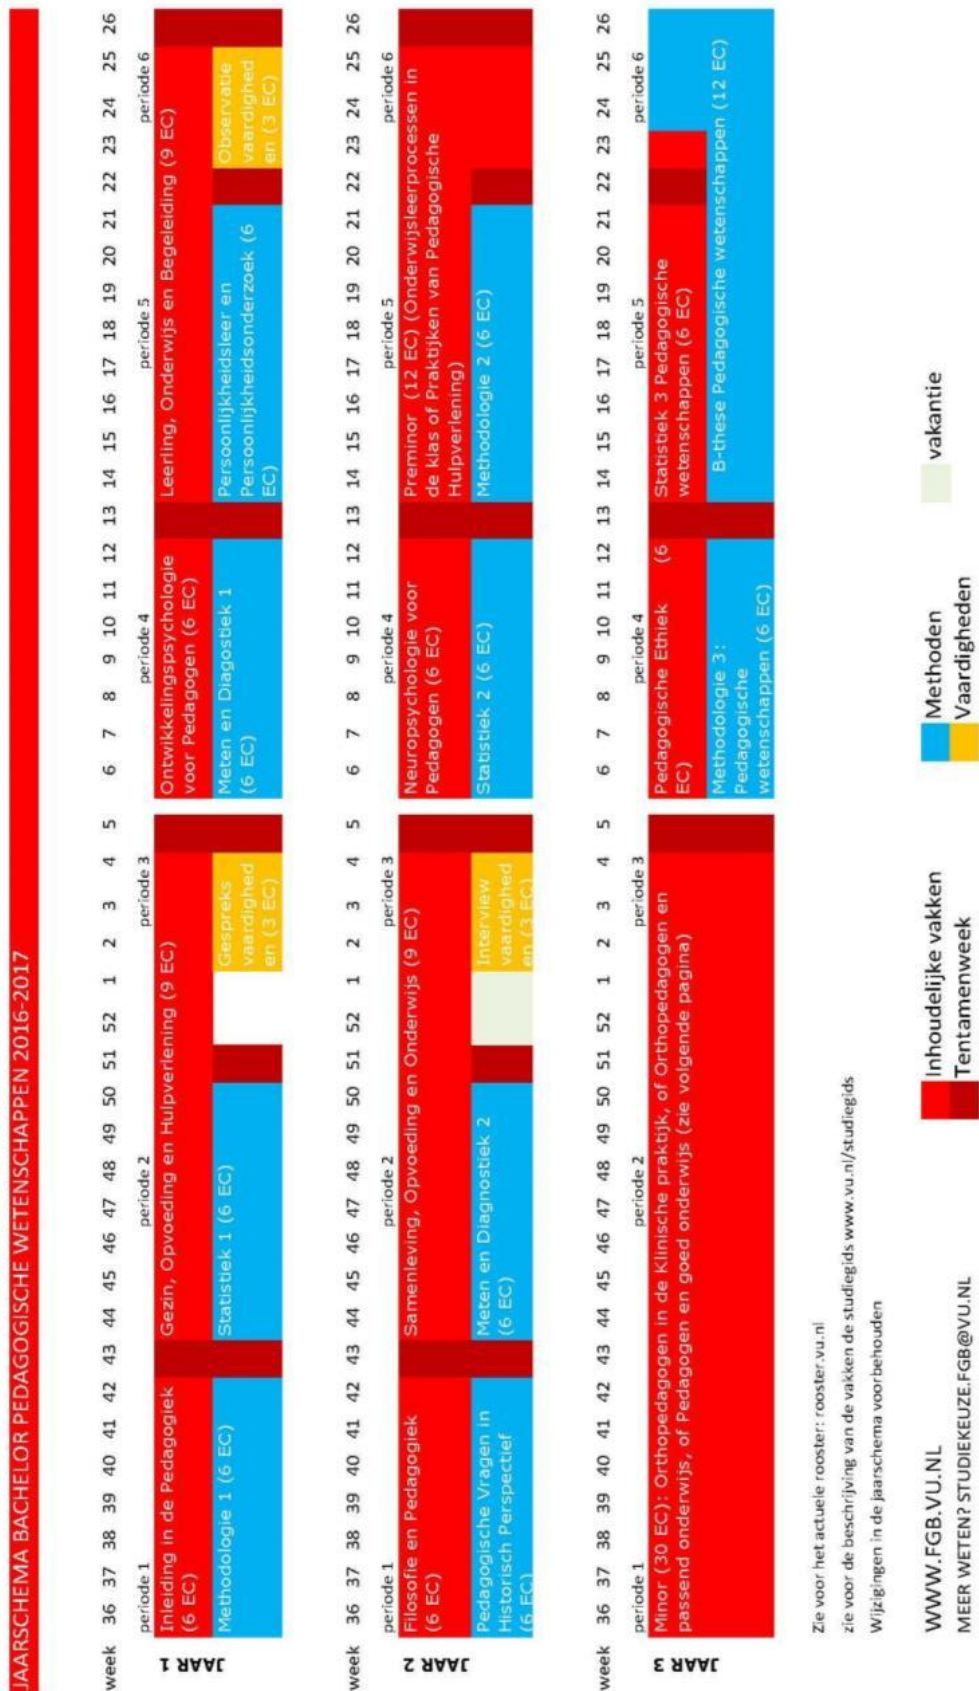 JAARSCHEMA BACHELOR PEDAGOGISCHE WETENSCHAPPEN 2016-2017
week 36 37 38 39 40 41 42 43 44 45 46 47 48 49 50 51 52 1 2 3 4 5 6 7 8 9 10 11 12 13 14 15 16 17 18 19 20 21 22 23 24 25 26
periode 1 periode 2 periode 3 periode 4 periode 5 periode 6
JAAR 1
Inleiding in de Pedagogiek
(6 EC)
Gezin, Opvoeding en Hulpverlening (9 EC)
Ontwikkelingspsychologie
voor Pedagogen (6 EC)
Leerling, Onderwijs en Begeleiding (9 EC)
Methodologie 1 (6 EC)
Statistiek 1 (6 EC)
Gespreks
vaardighed
en (3 EC)
Meten en Diagostiek 1
(6 EC)
Persoonlijkheidsleer en
Persoonlijkheidsonderzoek (6
EC)
Observatie
vaardighed
en (3 EC)
week 36 37 38 39 40 41 42 43 44 45 46 47 48 49 50 51 52 1 2 3 4 5 6 7 8 9 10 11 12 13 14 15 16 17 18 19 20 21 22 23 24 25 26
periode 1 periode 2 periode 3 periode 4 periode 5 periode 6
JAAR 2
Filosofie en Pedagogiek
(6 EC)
Samenleving, Opvoeding en Onderwijs (9 EC)
Neuropsychologie voor
Pedagogen (6 EC)
Preminor (12 EC) (Onderwijsleerprocessen in
de klas of Praktijken van Pedagogische
Hulpverlening)
Pedagogische Vragen in
Historisch Perspectief
(6 EC)
Meten en Diagnostiek 2
(6 EC)
Interview
vaardighed
en (3 EC)
Statistiek 2 (6 EC)
Methodologie 2 (6 EC)
week 36 37 38 39 40 41 42 43 44 45 46 47 48 49 50 51 52 1 2 3 4 5 6 7 8 9 10 11 12 13 14 15 16 17 18 19 20 21 22 23 24 25 26
periode 1 periode 2 periode 3 periode 4 periode 5 periode 6
JAAR 3
Minor (30 EC): Orthopedagogen in de Klinische praktijk, of Orthopedagogen en
passend onderwijs, of Pedagogen en goed onderwijs (zie volgende pagina)
Pedagogische Ethiek (6
EC)
Statistiek 3 Pedagogische
wetenschappen (6 EC)
Methodologie 3:
Pedagogische
wetenschappen (6 EC)
B-these Pedagogische wetenschappen (12 EC)
Zie voor het actuele rooster: rooster.vu.nl
zie voor de beschrijving van de vakken de studiegids www.vu.nl/studiegids
Wijzigingen in de jaarschema voorbehouden
WWW.FGB.VU.NL
MEER WETEN? STUDIEKEUZE.FGB@VU.NL
Inhoudelijke vakken
Tentamenweek
Methoden
Vaardigheden
vakantie